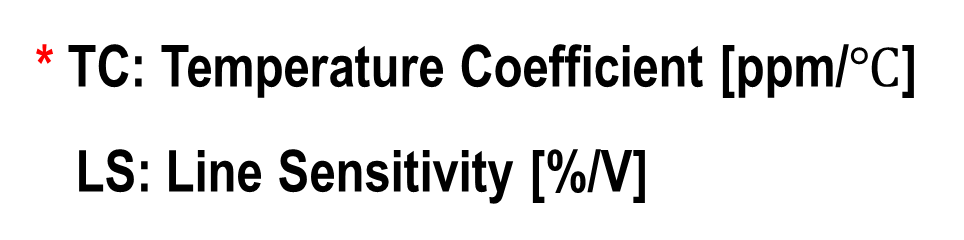 * TC: Temperature Coefficient [ppm/℃]
LS: Line Sensitivity [%/V]